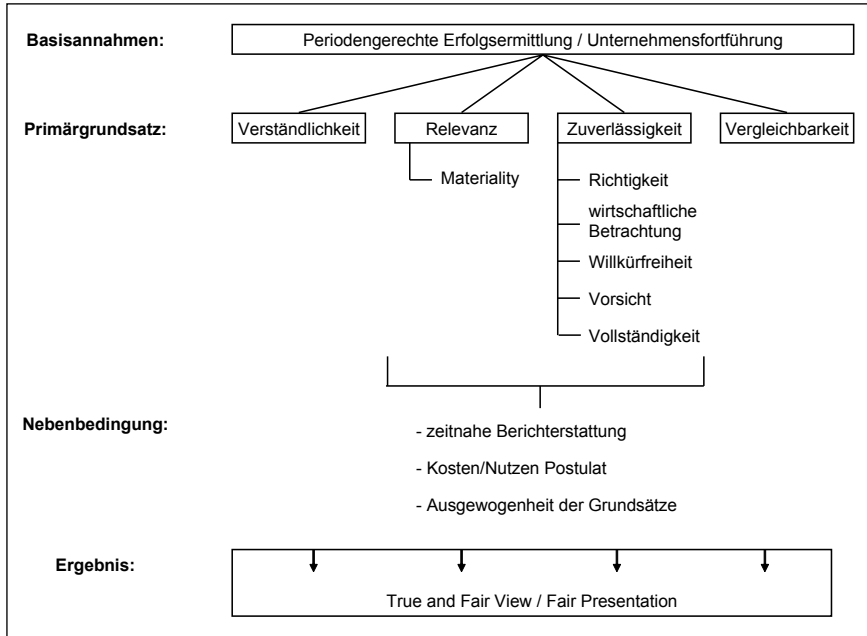 Basisannahmen:
Periodengerechte Erfolgsermittlung / Unternehmensfortführung
Primärgrundsatz:
Verständlichkeit
Relevanz
Zuverlässigkeit
Vergleichbarkeit
Materiality
Richtigkeit
wirtschaftliche
Betrachtung
Willkürfreiheit
Vorsicht
Vollständigkeit
Nebenbedingung:
- zeitnahe Berichterstattung
- Kosten/Nutzen Postulat
- Ausgewogenheit der Grundsätze
Ergebnis:
True and Fair View / Fair Presentation